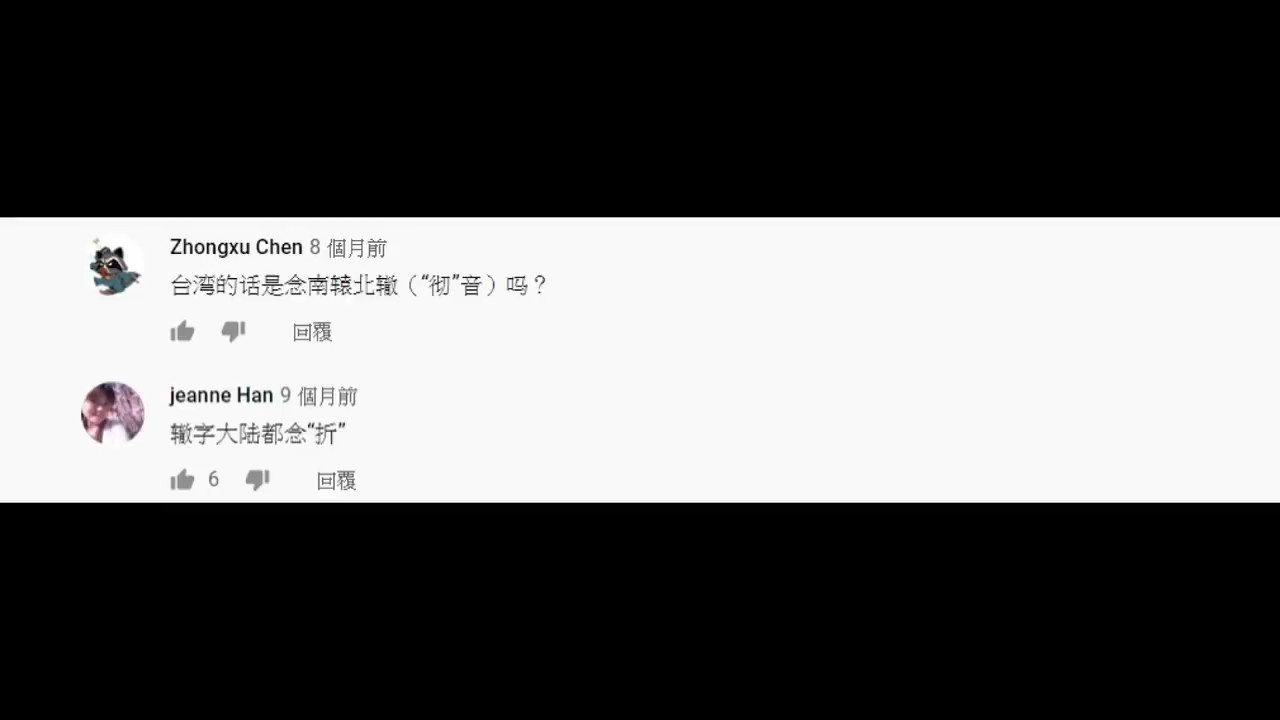 Zhongxu Chen 8 個月前
台湾的话是念南辕北辙（“彻”音）吗？
回覆
jeanne Han 9 個月前
辙字大陆都念“折”
6 回覆